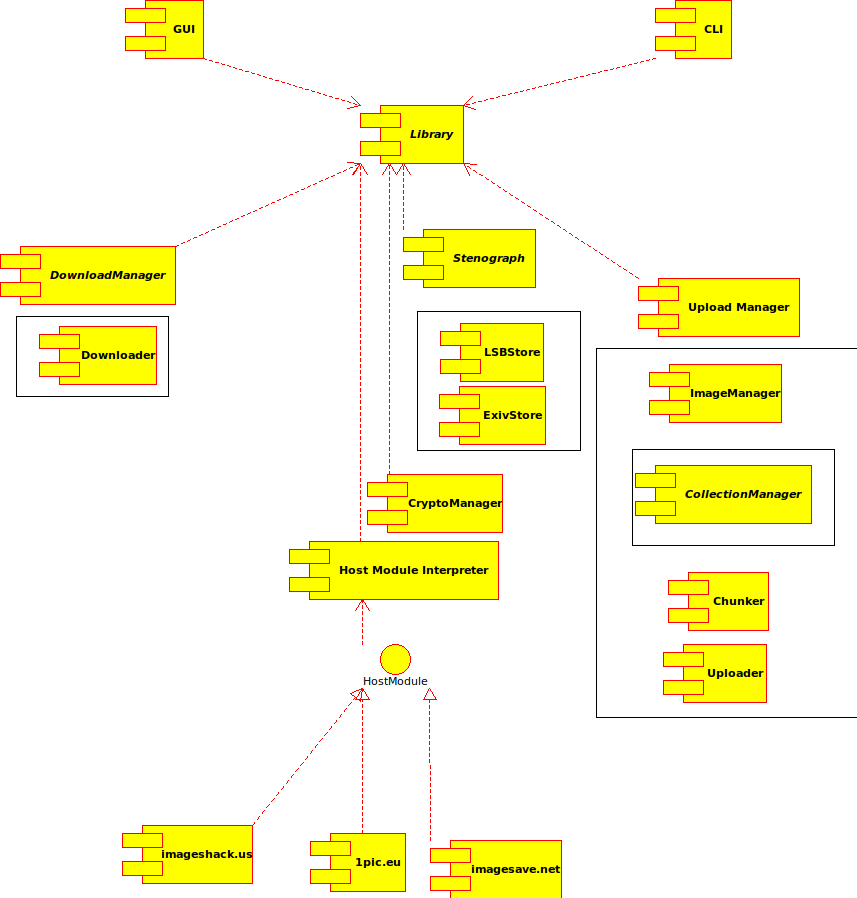 GUI
CLI
Library
DownloadManager
Stenograph
Upload Manager
Downloader
LSBStore
ImageManager
ExivStore
CollectionManager
CryptoManager
Host Module Interpreter
Chunker
Uploader
HostModule
imageshack.us
1pic.eu
imagesave.net